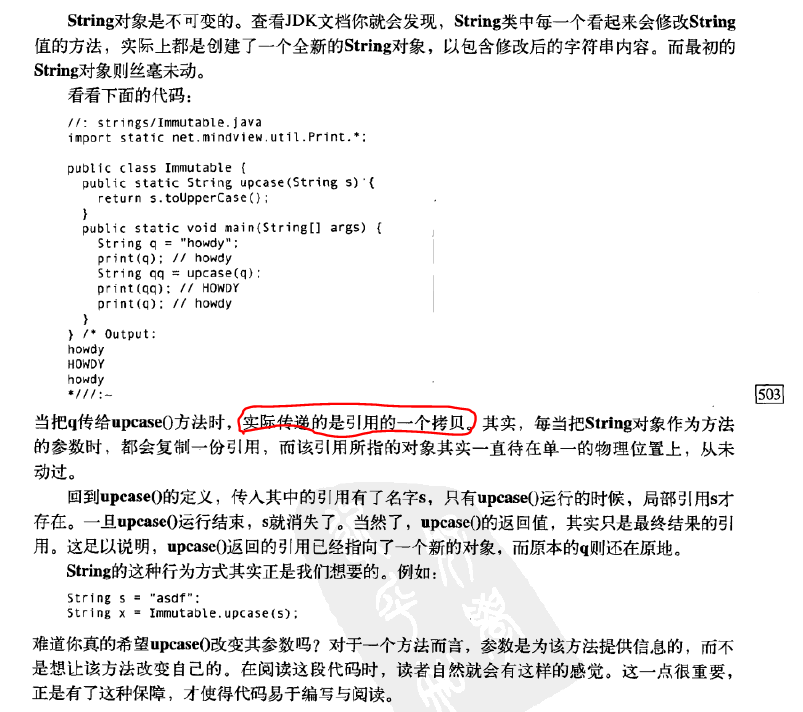 String对象是不可变的。查看JDK文档你就会发现，String类中每一个看起来会修改String
值的方法，实际上都是创建了一个全新的String对象，以包含修改后的字符串内容。而最初的
String对象则丝毫未动。
看看下面的代码：
//: strings/Immutable.java
import static net.mindview.util.Print.*;
public class Immutable {
public static String upcase(String s) {
return s.toUpperCase();
}
public static void main(String[] args) {
String q = "howdy";
print(q); // howdy
String qq = upcase(q);
print(qq); // HOWDY
print(q); // howdy
}
} /* Output:
howdy
HOWDY
howdy
*///:~
503
当把q传给upcase()方法时，实际传递的是引用的一个拷贝。其实，每当把String对象作为方法
的参数时，都会复制一份引用，而该引用所指的对象其实一直待在单一的物理位置上，从未
动过。
回到upcase()的定义，传入其中的引用有了名字s，只有upcase()运行的时候，局部引用s才
存在。一旦upcase()运行结束，s就消失了。当然了，upcase()的返回值，其实只是最终结果的引
用。这足以说明，upcase()返回的引用已经指向了一个新的对象，而原本的q则还在原地。
String的这种行为方式其实正是我们想要的。例如：
String s = "asdf";
String x = Immutable.upcase(s);
难道你真的希望upcase()改变其参数吗？对于一个方法而言，参数是为该方法提供信息的，而不
是想让该方法改变自己的。在阅读这段代码时，读者自然就会有这样的感觉。这一点很重要，
正是有了这种保障，才使得代码易于编写与阅读。